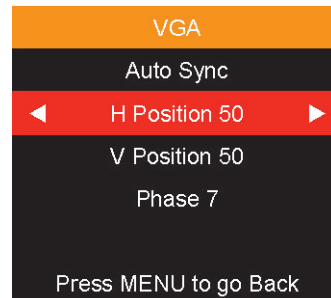 VGA
Auto Sync
H Position 50
V Position 50
Phase 7
Press MENU to go Back